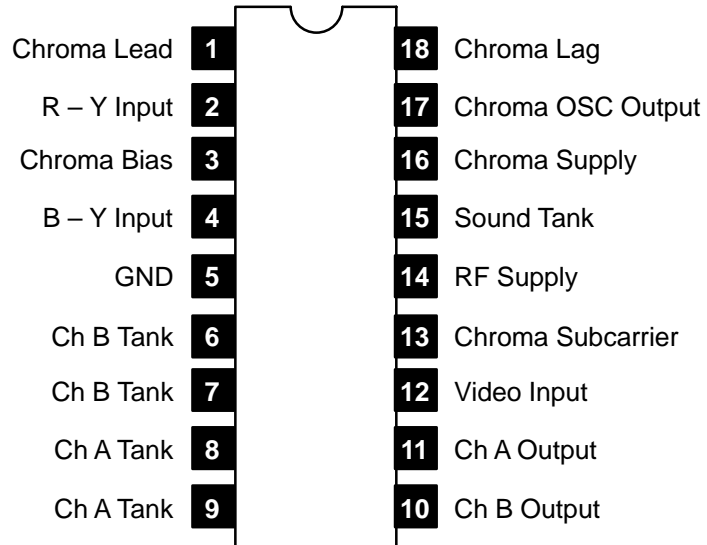 Chroma Lead 1 18 Chroma Lag
R – Y Input 2 17 Chroma OSC Output
Chroma Bias 3 16 Chroma Supply
B – Y Input 4 15 Sound Tank
GND 5 14 RF Supply
Ch B Tank 6 13 Chroma Subcarrier
Ch B Tank 7 12 Video Input
Ch A Tank 8 11 Ch A Output
Ch A Tank 9 10 Ch B Output